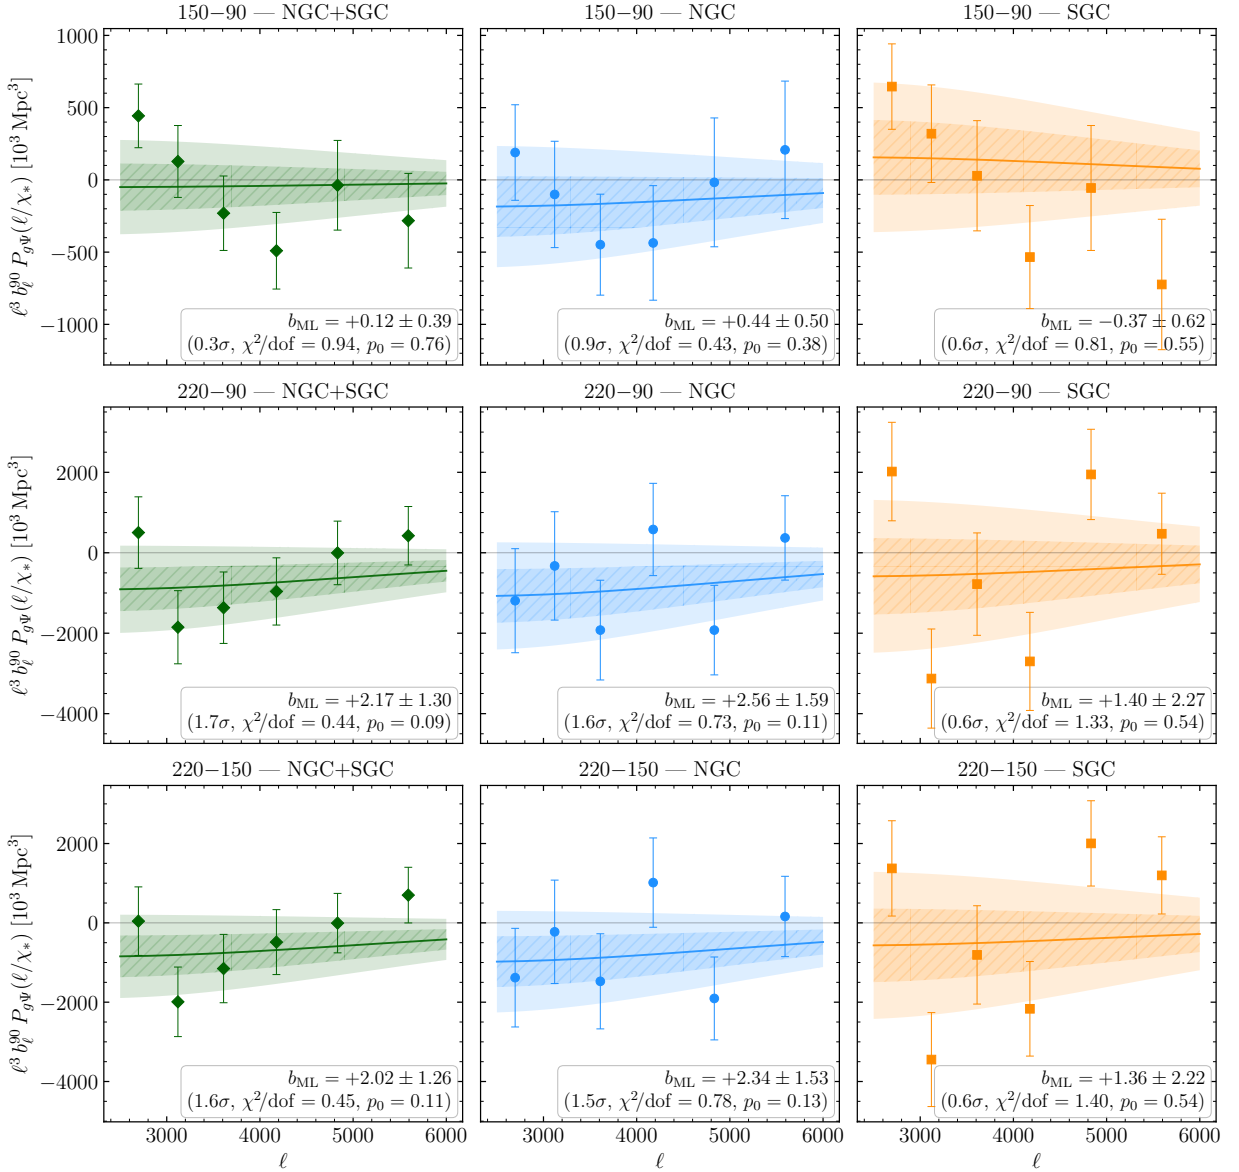 150−90 — NGC+SGC
150−90 — NGC
150−90 — SGC
ℓ³ b_ℓ^90 P_gΨ(ℓ/χ_*) [10³ Mpc³]
1000
500
0
−500
−1000
b_ML = +0.12 ± 0.39
(0.3σ, χ²/dof = 0.94, p₀ = 0.76)
b_ML = +0.44 ± 0.50
(0.9σ, χ²/dof = 0.43, p₀ = 0.38)
b_ML = −0.37 ± 0.62
(0.6σ, χ²/dof = 0.81, p₀ = 0.55)
220−90 — NGC+SGC
220−90 — NGC
220−90 — SGC
ℓ³ b_ℓ^90 P_gΨ(ℓ/χ_*) [10³ Mpc³]
2000
0
−2000
−4000
b_ML = +2.17 ± 1.30
(1.7σ, χ²/dof = 0.44, p₀ = 0.09)
b_ML = +2.56 ± 1.59
(1.6σ, χ²/dof = 0.73, p₀ = 0.11)
b_ML = +1.40 ± 2.27
(0.6σ, χ²/dof = 1.33, p₀ = 0.54)
220−150 — NGC+SGC
220−150 — NGC
220−150 — SGC
ℓ³ b_ℓ^90 P_gΨ(ℓ/χ_*) [10³ Mpc³]
2000
0
−2000
−4000
b_ML = +2.02 ± 1.26
(1.6σ, χ²/dof = 0.45, p₀ = 0.11)
b_ML = +2.34 ± 1.53
(1.5σ, χ²/dof = 0.78, p₀ = 0.13)
b_ML = +1.36 ± 2.22
(0.6σ, χ²/dof = 1.40, p₀ = 0.54)
3000 4000 5000 6000
3000 4000 5000 6000
3000 4000 5000 6000
ℓ
ℓ
ℓ